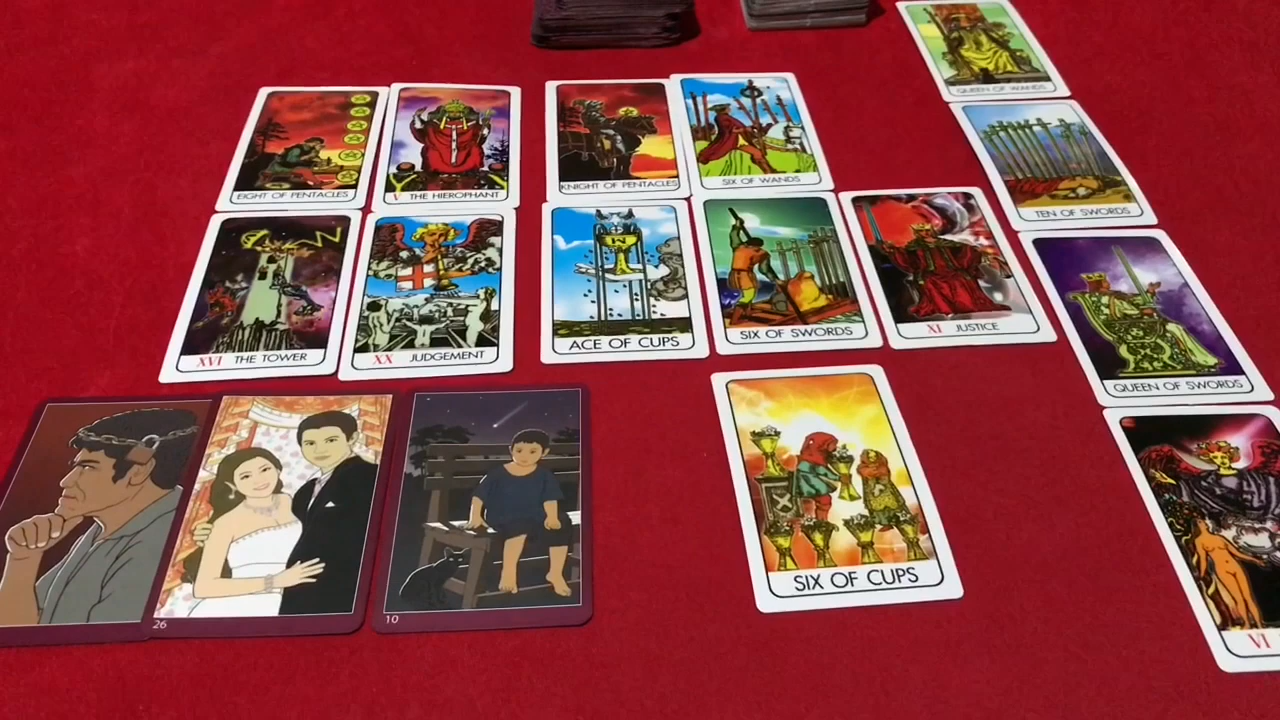 QUEEN OF WANDS
EIGHT OF PENTACLES
V THE HIEROPHANT
KNIGHT OF PENTACLES
SIX OF WANDS
TEN OF SWORDS
XVI THE TOWER
XX JUDGEMENT
ACE OF CUPS
SIX OF SWORDS
XI JUSTICE
QUEEN OF SWORDS
SIX OF CUPS
26
10
VI